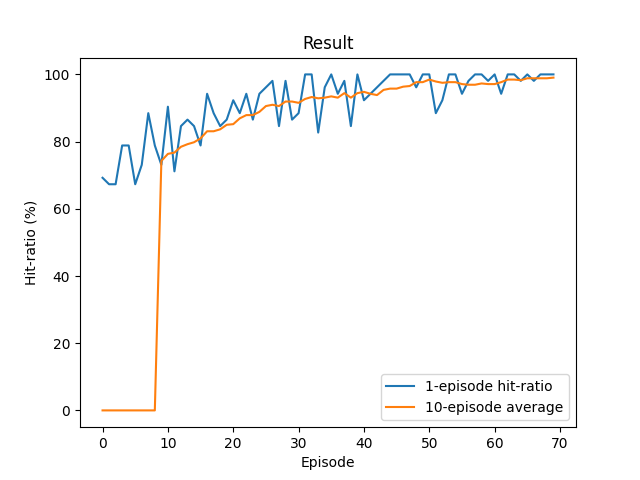 Result
Hit-ratio (%)
100
80
60
40
20
0
1-episode hit-ratio
10-episode average
0 10 20 30 40 50 60 70
Episode